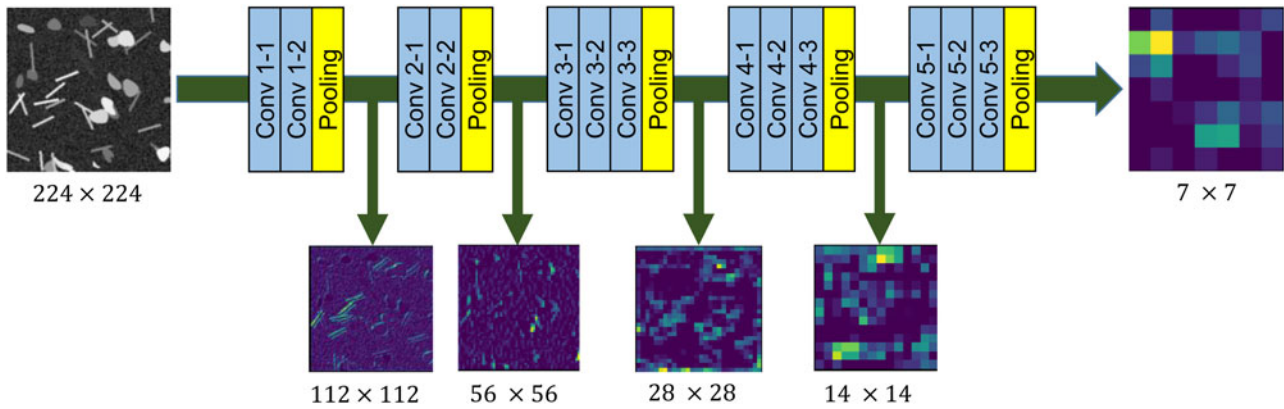 Conv 1-1
Conv 1-2
Pooling
Conv 2-1
Conv 2-2
Pooling
Conv 3-1
Conv 3-2
Conv 3-3
Pooling
Conv 4-1
Conv 4-2
Conv 4-3
Pooling
Conv 5-1
Conv 5-2
Conv 5-3
Pooling
224 × 224
7 × 7
112 × 112
56 × 56
28 × 28
14 × 14